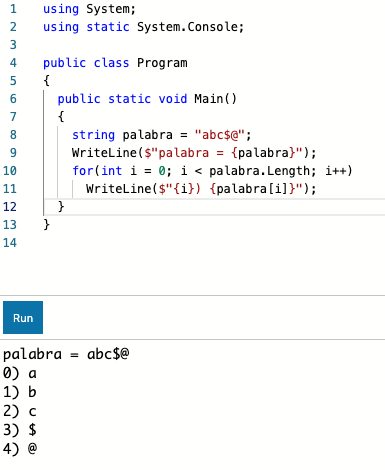 1 using System;
2 using static System.Console;
3
4 public class Program
5 {
6   public static void Main()
7   {
8     string palabra = "abc$@";
9     WriteLine($"palabra = {palabra}");
10     for(int i = 0; i < palabra.Length; i++)
11       WriteLine($"{i}) {palabra[i]}");
12   }
13 }
14
Run
palabra = abc$@
0) a
1) b
2) c
3) $
4) @